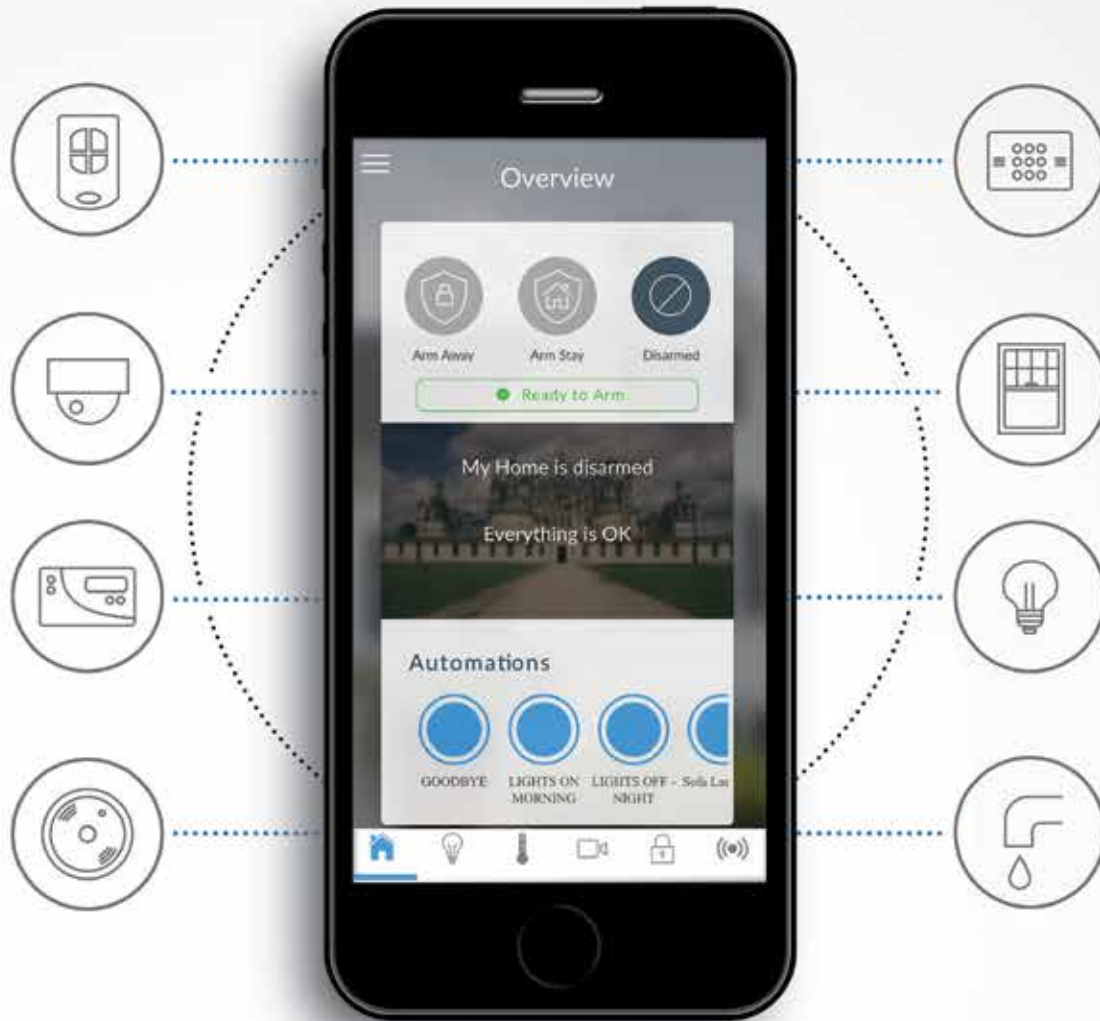 Overview
Arm Away Arm Stay Disarmed
Ready to Arm
My Home is disarmed
Everything is OK
Automations
GOODBYE LIGHTS ON LIGHTS OFF - Sofa
MORNING NIGHT